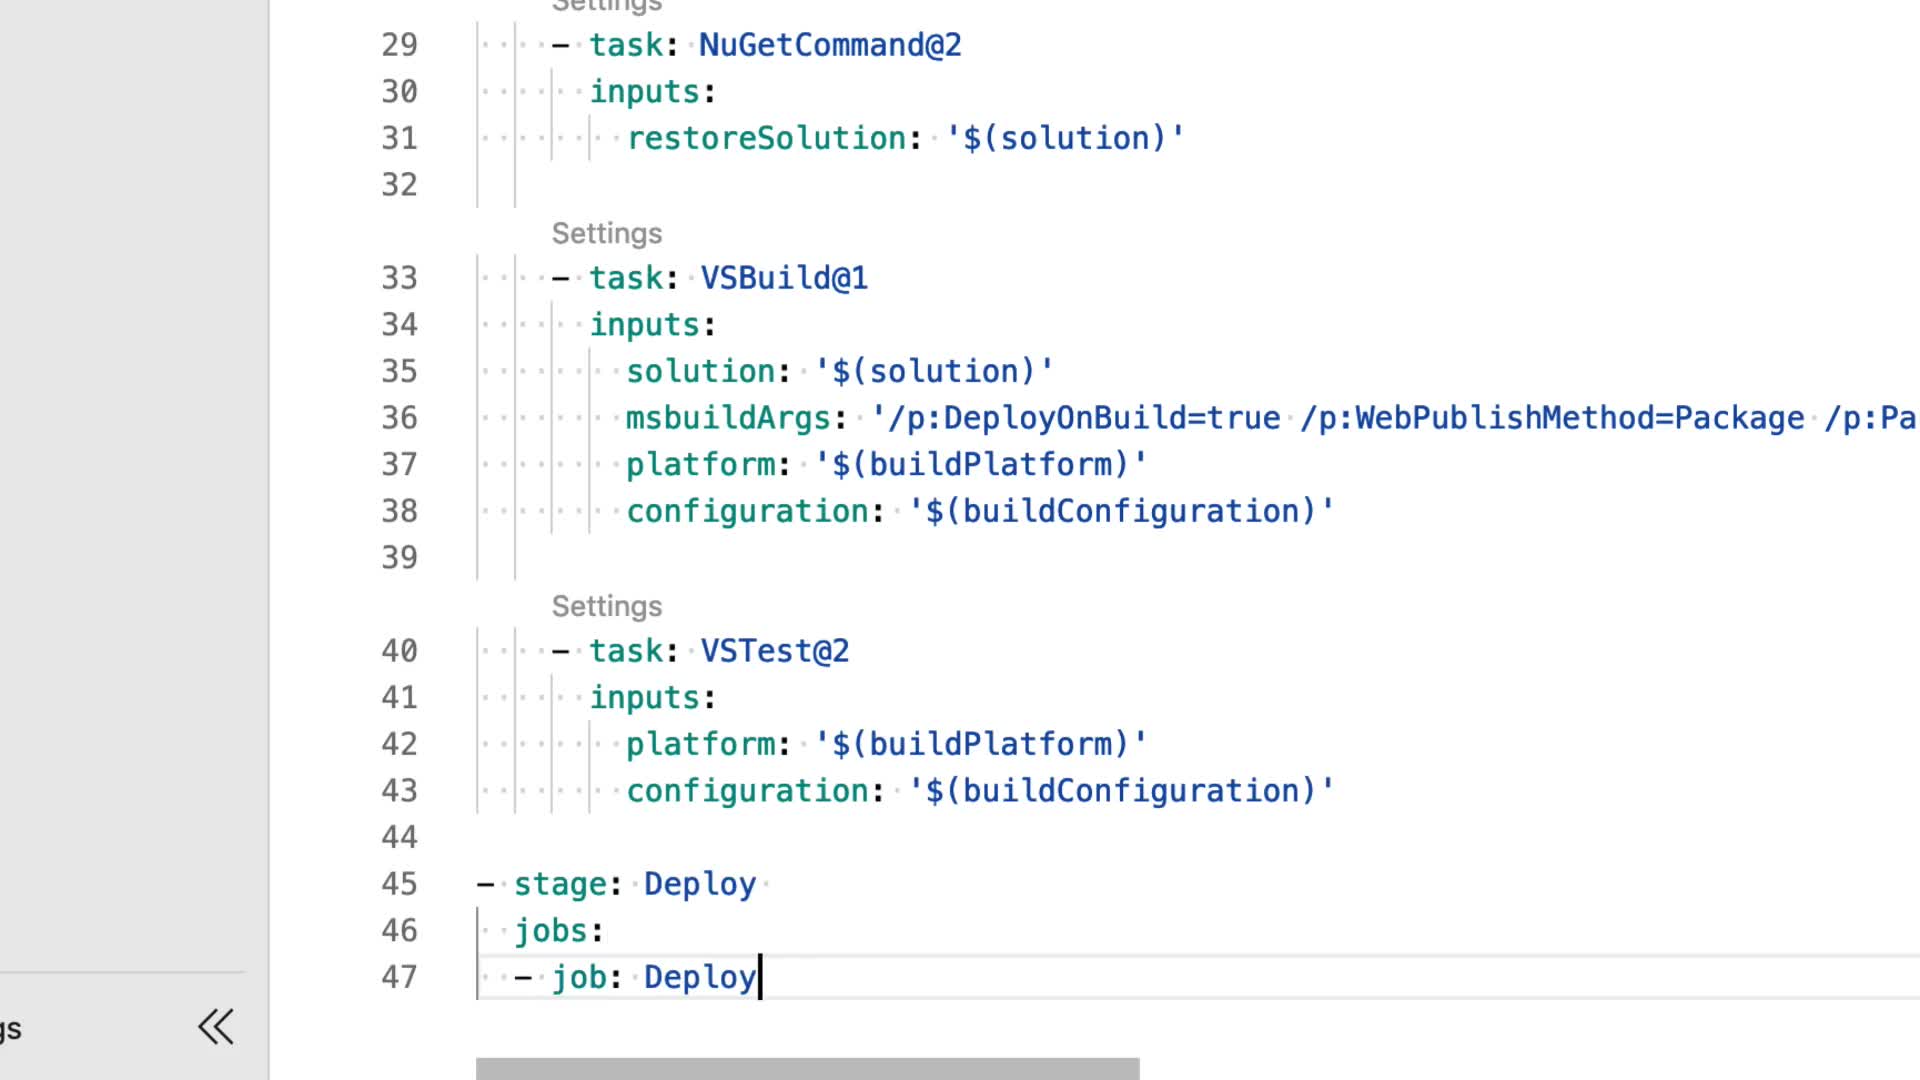 Settings
29 - task: NuGetCommand@2
30 inputs:
31 restoreSolution: '$(solution)'
32
Settings
33 - task: VSBuild@1
34 inputs:
35 solution: '$(solution)'
36 msbuildArgs: '/p:DeployOnBuild=true /p:WebPublishMethod=Package /p:Pa
37 platform: '$(buildPlatform)'
38 configuration: '$(buildConfiguration)'
39
Settings
40 - task: VSTest@2
41 inputs:
42 platform: '$(buildPlatform)'
43 configuration: '$(buildConfiguration)'
44
45 - stage: Deploy
46 jobs:
47 - job: Deploy
gs